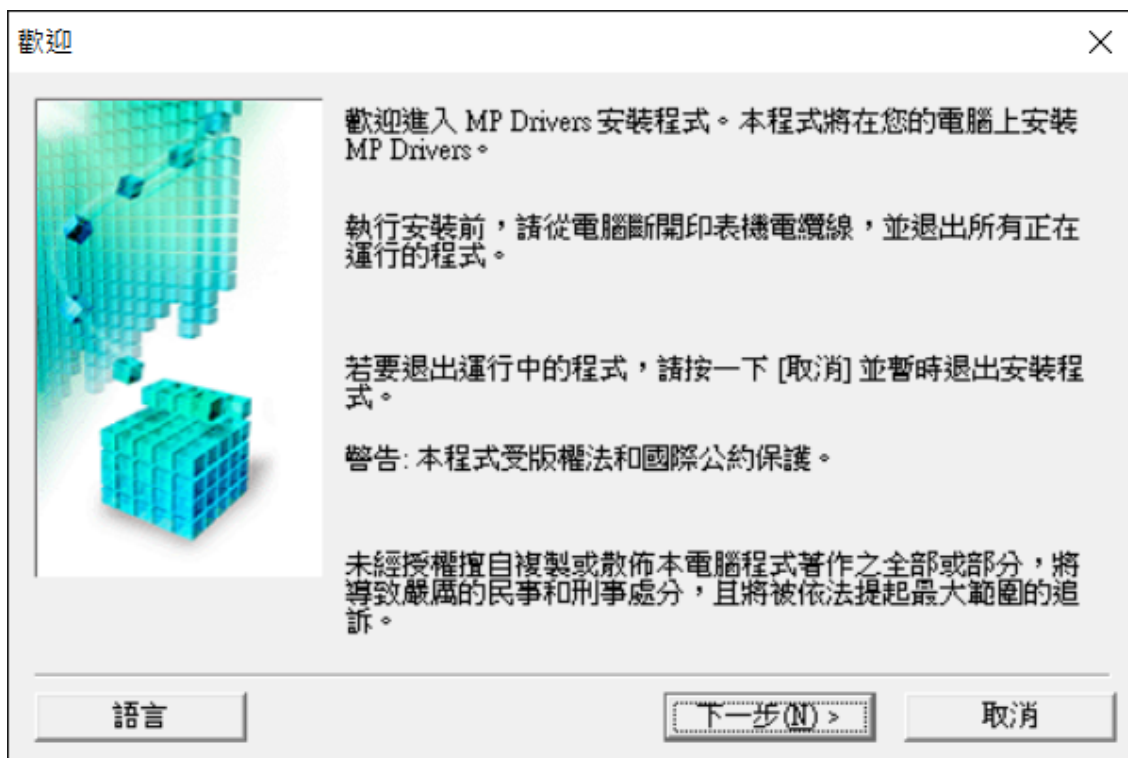 歡迎
歡迎進入 MP Drivers 安裝程式。本程式將在您的電腦上安裝
MP Drivers。
執行安裝前，請從電腦斷開印表機電纜線，並退出所有正在
運行的程式。
若要退出運行中的程式，請按一下 [取消] 並暫時退出安裝程
式。
警告: 本程式受版權法和國際公約保護。
未經授權擅自複製或散佈本電腦程式著作之全部或部分，將
導致嚴厲的民事和刑事處分，且將被依法提起最大範圍的追
訴。
語言
下一步(N) >
取消